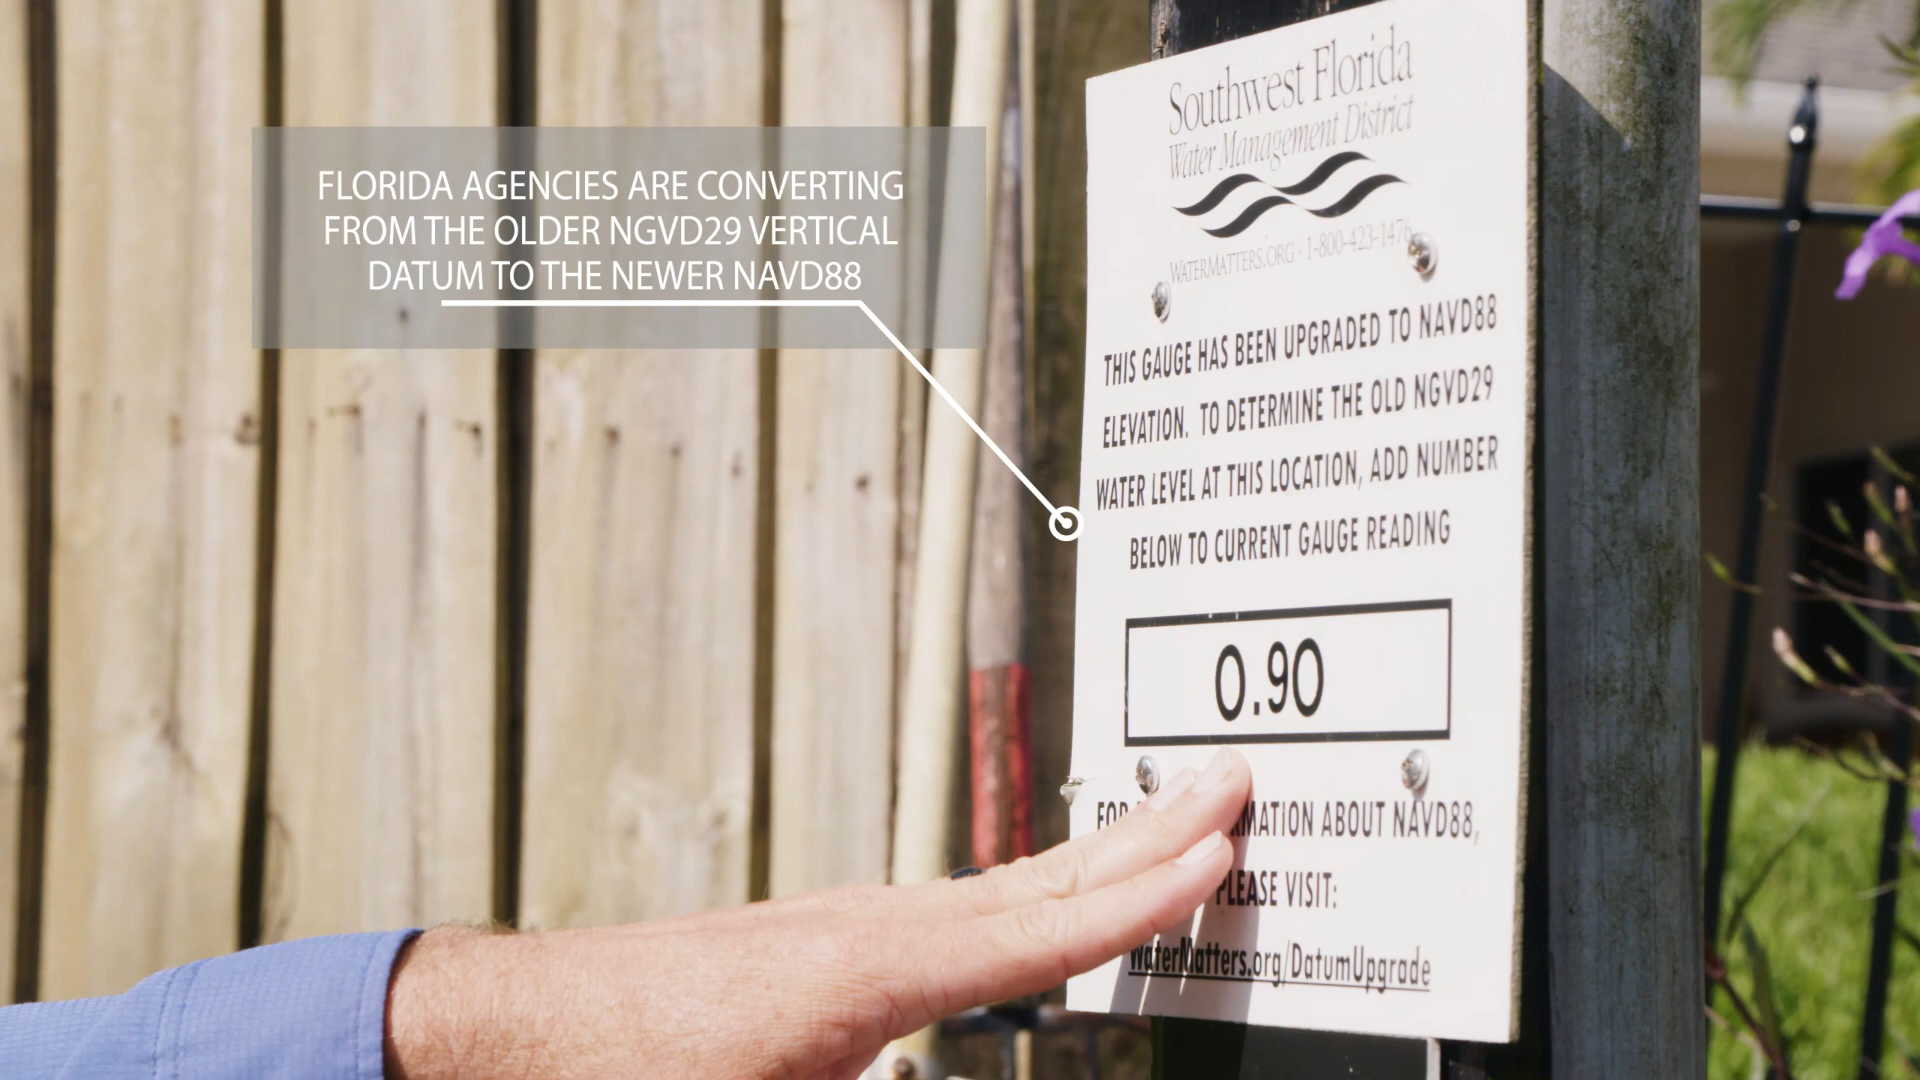 FLORIDA AGENCIES ARE CONVERTING
FROM THE OLDER NGVD29 VERTICAL
DATUM TO THE NEWER NAVD88
Southwest Florida
Water Management District
WATERMATTERS.ORG · 1-800-423-1476
THIS GAUGE HAS BEEN UPGRADED TO NAVD88
ELEVATION. TO DETERMINE THE OLD NGVD29
WATER LEVEL AT THIS LOCATION, ADD NUMBER
BELOW TO CURRENT GAUGE READING
0.90
FOR ABOUT NAVD88,
PLEASE VISIT:
WaterMatters.org/DatumUpgrade